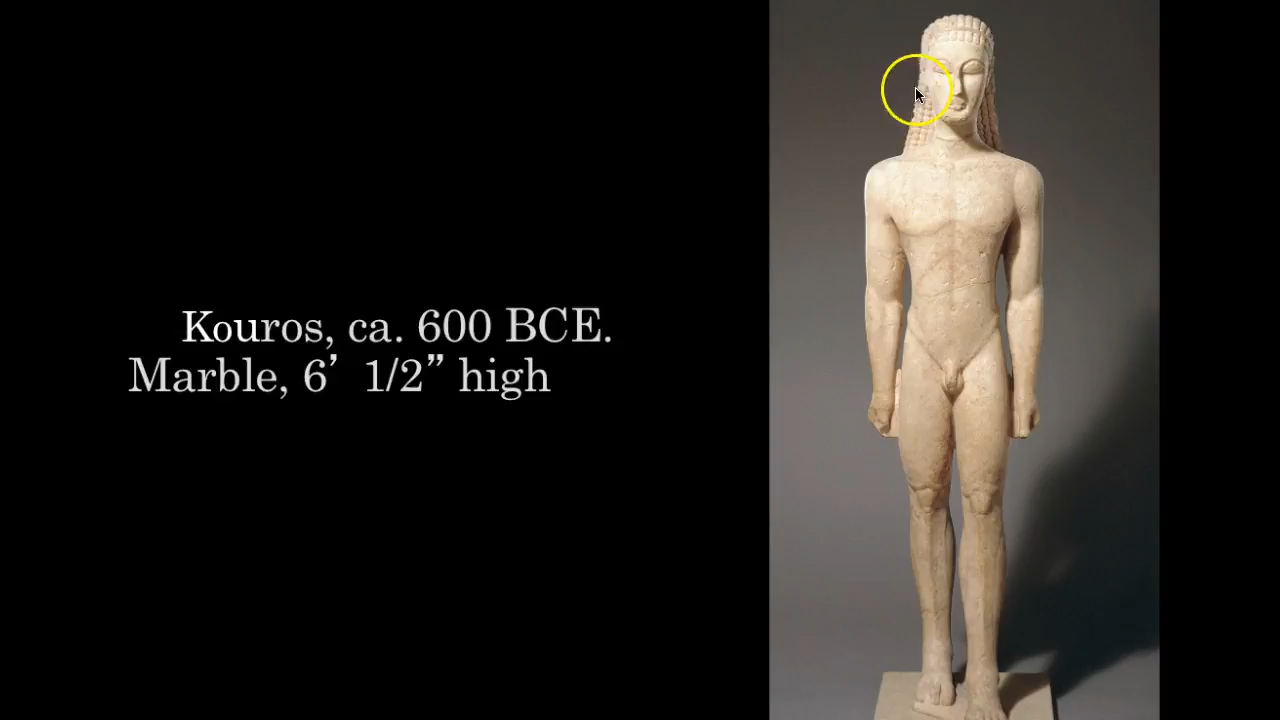 Kouros, ca. 600 BCE.
Marble, 6’ 1/2” high